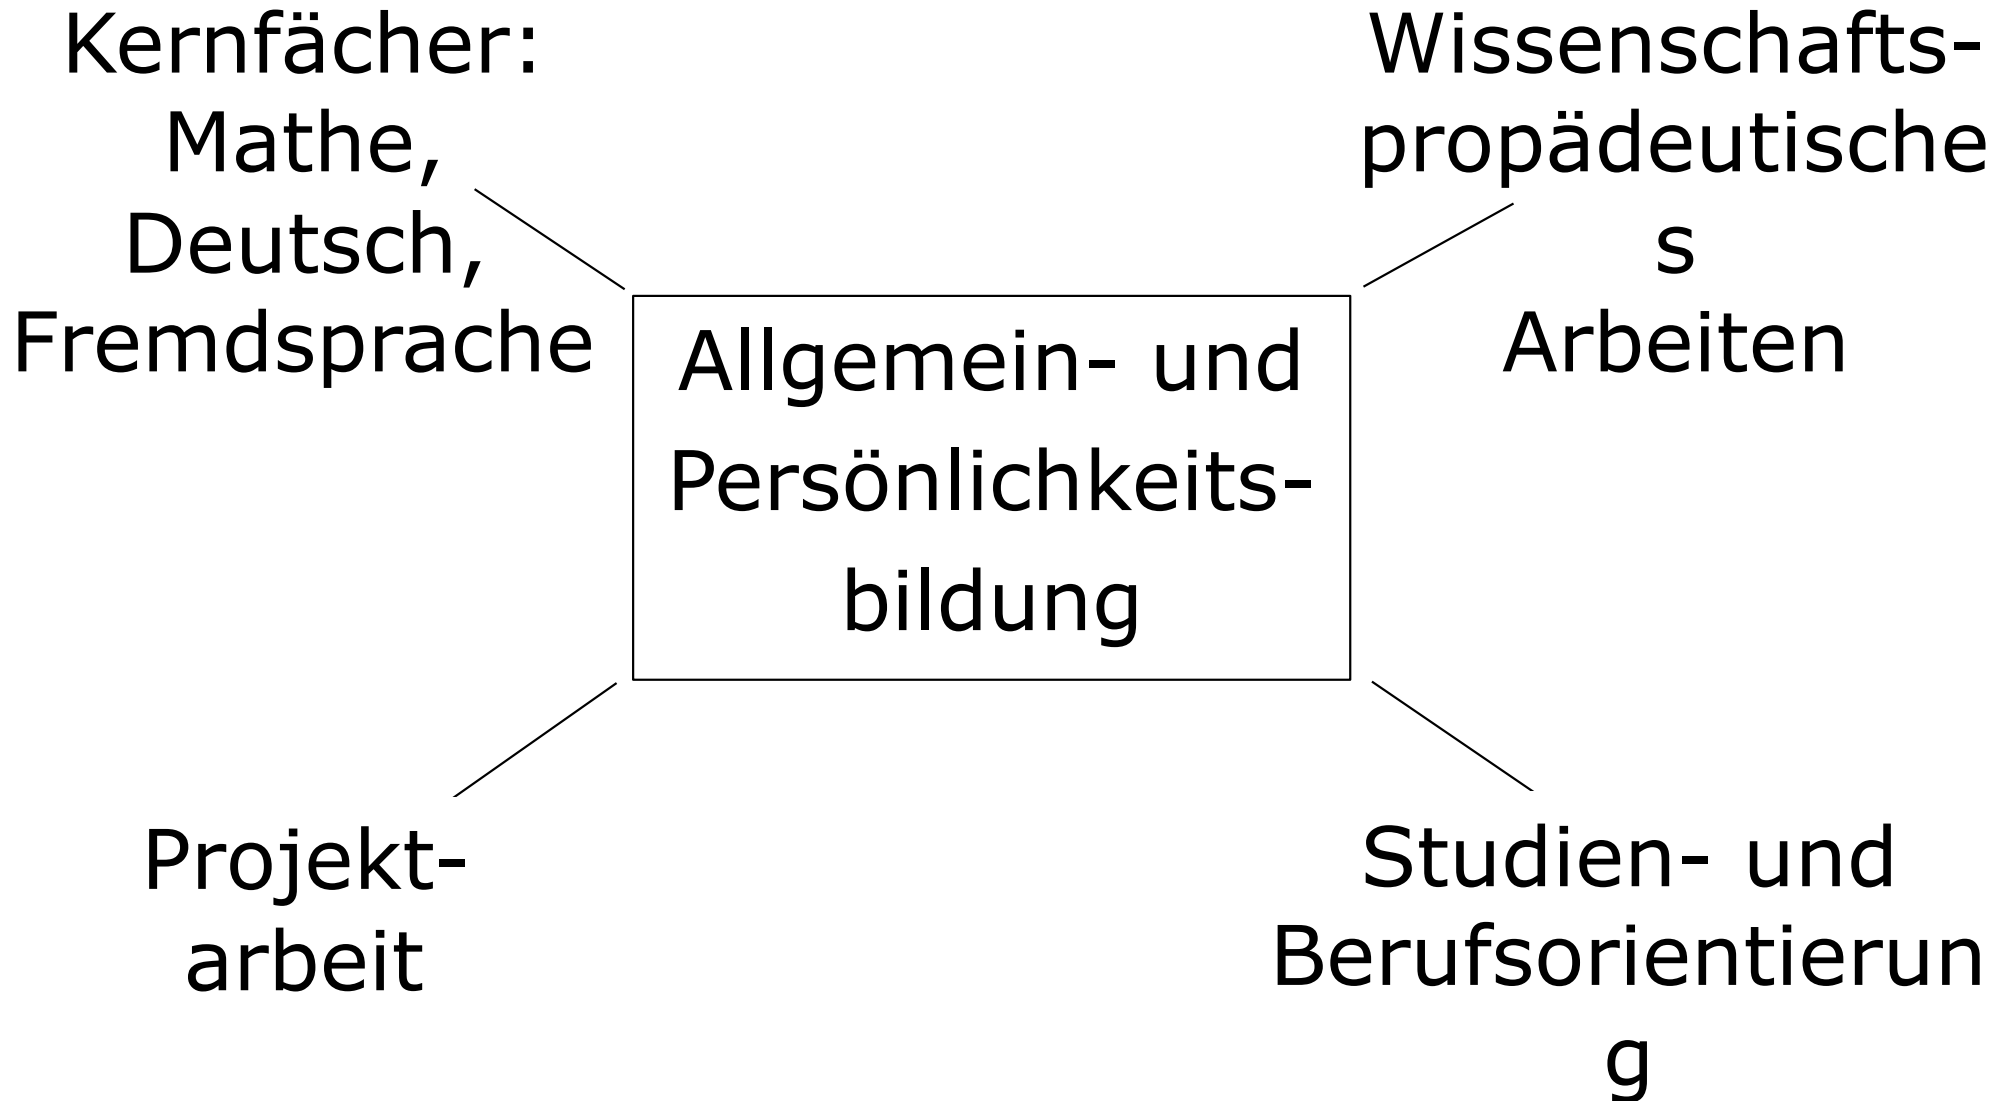 Kernfächer:
Mathe,
Deutsch,
Fremdsprache
Wissenschafts-
propädeutische
s
Arbeiten
Allgemein- und
Persönlichkeits-
bildung
Projekt-
arbeit
Studien- und
Berufsorientierun
g